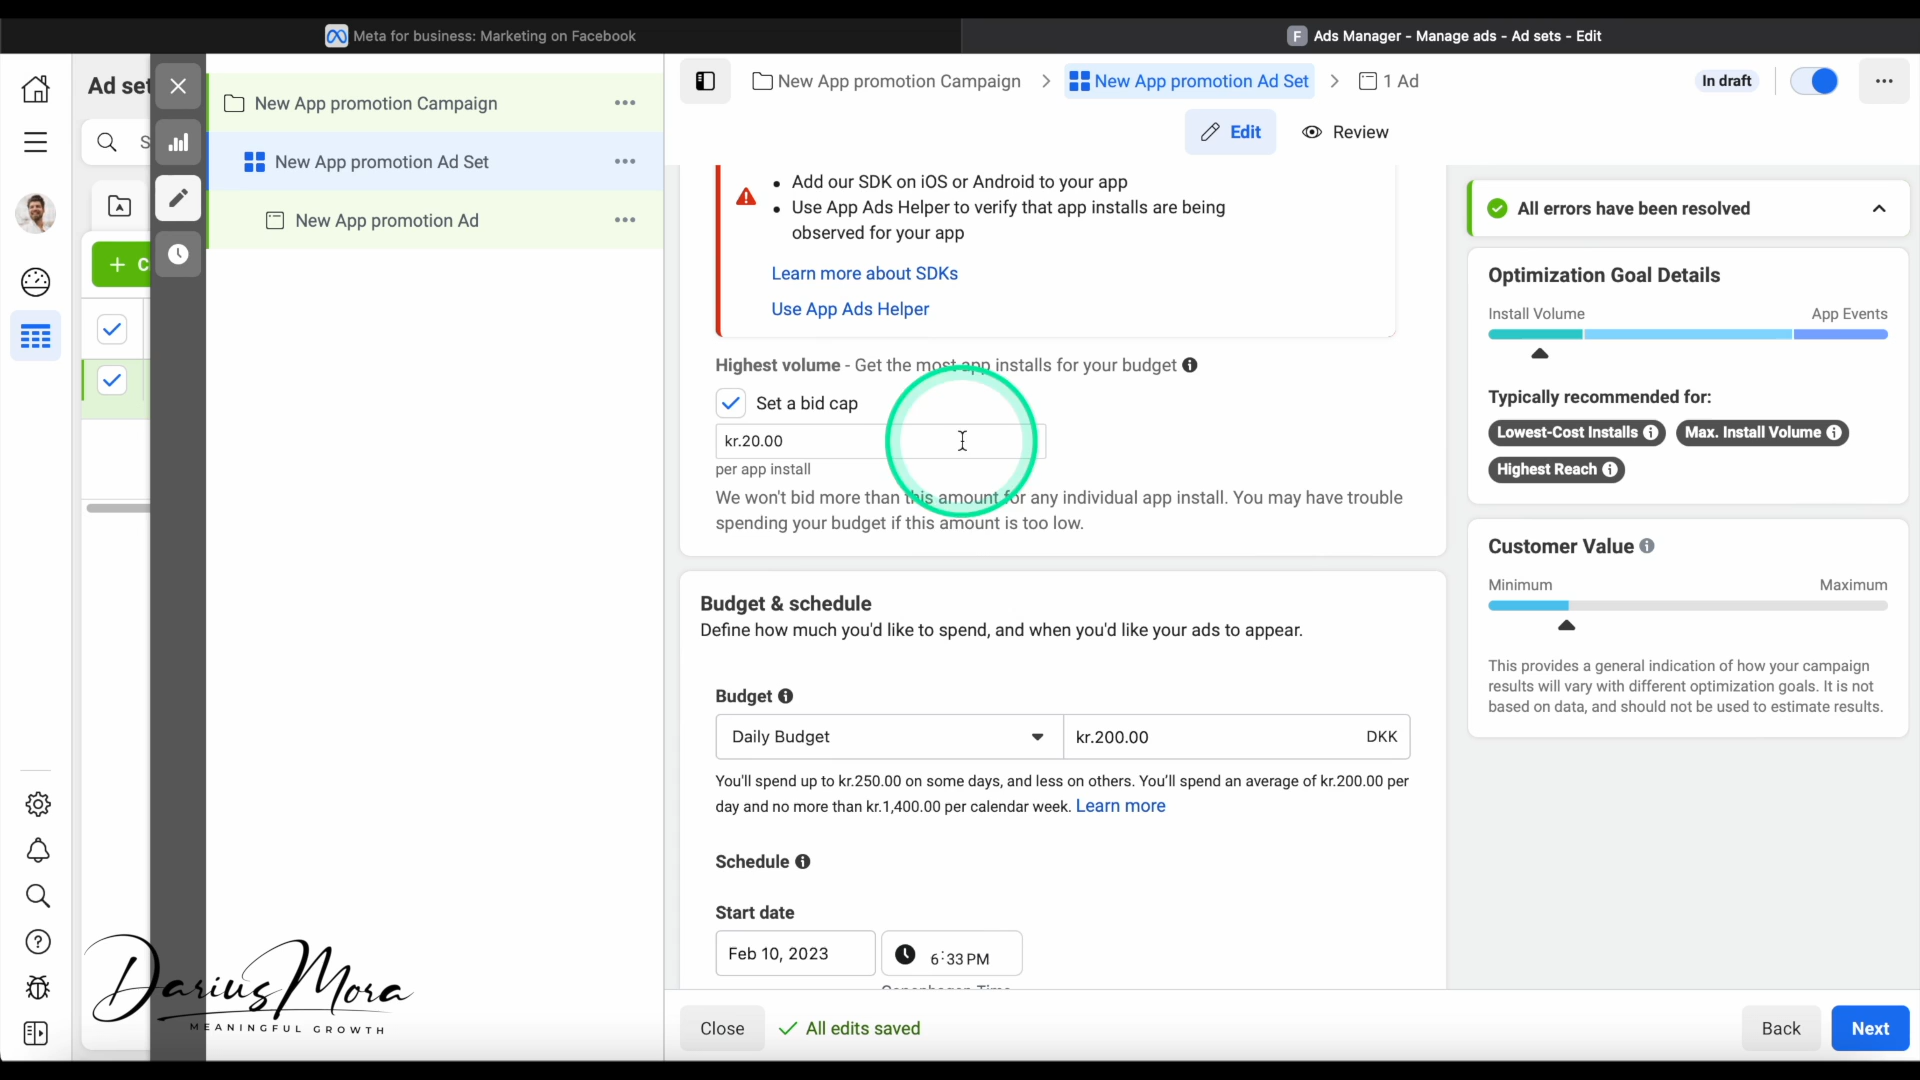 Meta for business: Marketing on Facebook
F Ads Manager - Manage ads - Ad sets - Edit
Ad set
S
+ C
New App promotion Campaign
New App promotion Ad Set
New App promotion Ad
New App promotion Campaign > New App promotion Ad Set > 1 Ad
In draft
Edit
Review
• Add our SDK on iOS or Android to your app
• Use App Ads Helper to verify that app installs are being
observed for your app
Learn more about SDKs
Use App Ads Helper
Highest volume - Get the most app installs for your budget
Set a bid cap
kr.20.00
per app install
We won't bid more than this amount for any individual app install. You may have trouble
spending your budget if this amount is too low.
Budget & schedule
Define how much you'd like to spend, and when you'd like your ads to appear.
Budget
Daily Budget
kr.200.00
DKK
You'll spend up to kr.250.00 on some days, and less on others. You'll spend an average of kr.200.00 per
day and no more than kr.1,400.00 per calendar week. Learn more
Schedule
Start date
Feb 10, 2023
6:33 PM
Copenhagen Time
Close
All edits saved
Back
Next
All errors have been resolved
Optimization Goal Details
Install Volume
App Events
Typically recommended for:
Lowest-Cost Installs
Max. Install Volume
Highest Reach
Customer Value
Minimum
Maximum
This provides a general indication of how your campaign
results will vary with different optimization goals. It is not
based on data, and should not be used to estimate results.
Darius Mora
MEANINGFUL GROWTH